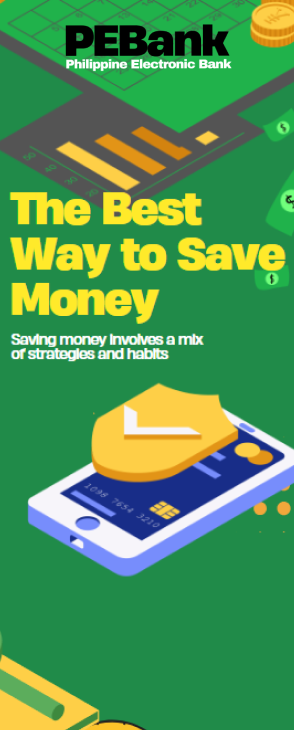 PEBank
Philippine Electronic Bank
The Best
Way to Save
Money
Saving money involves a mix
of strategies and habits
1098 7654 3210